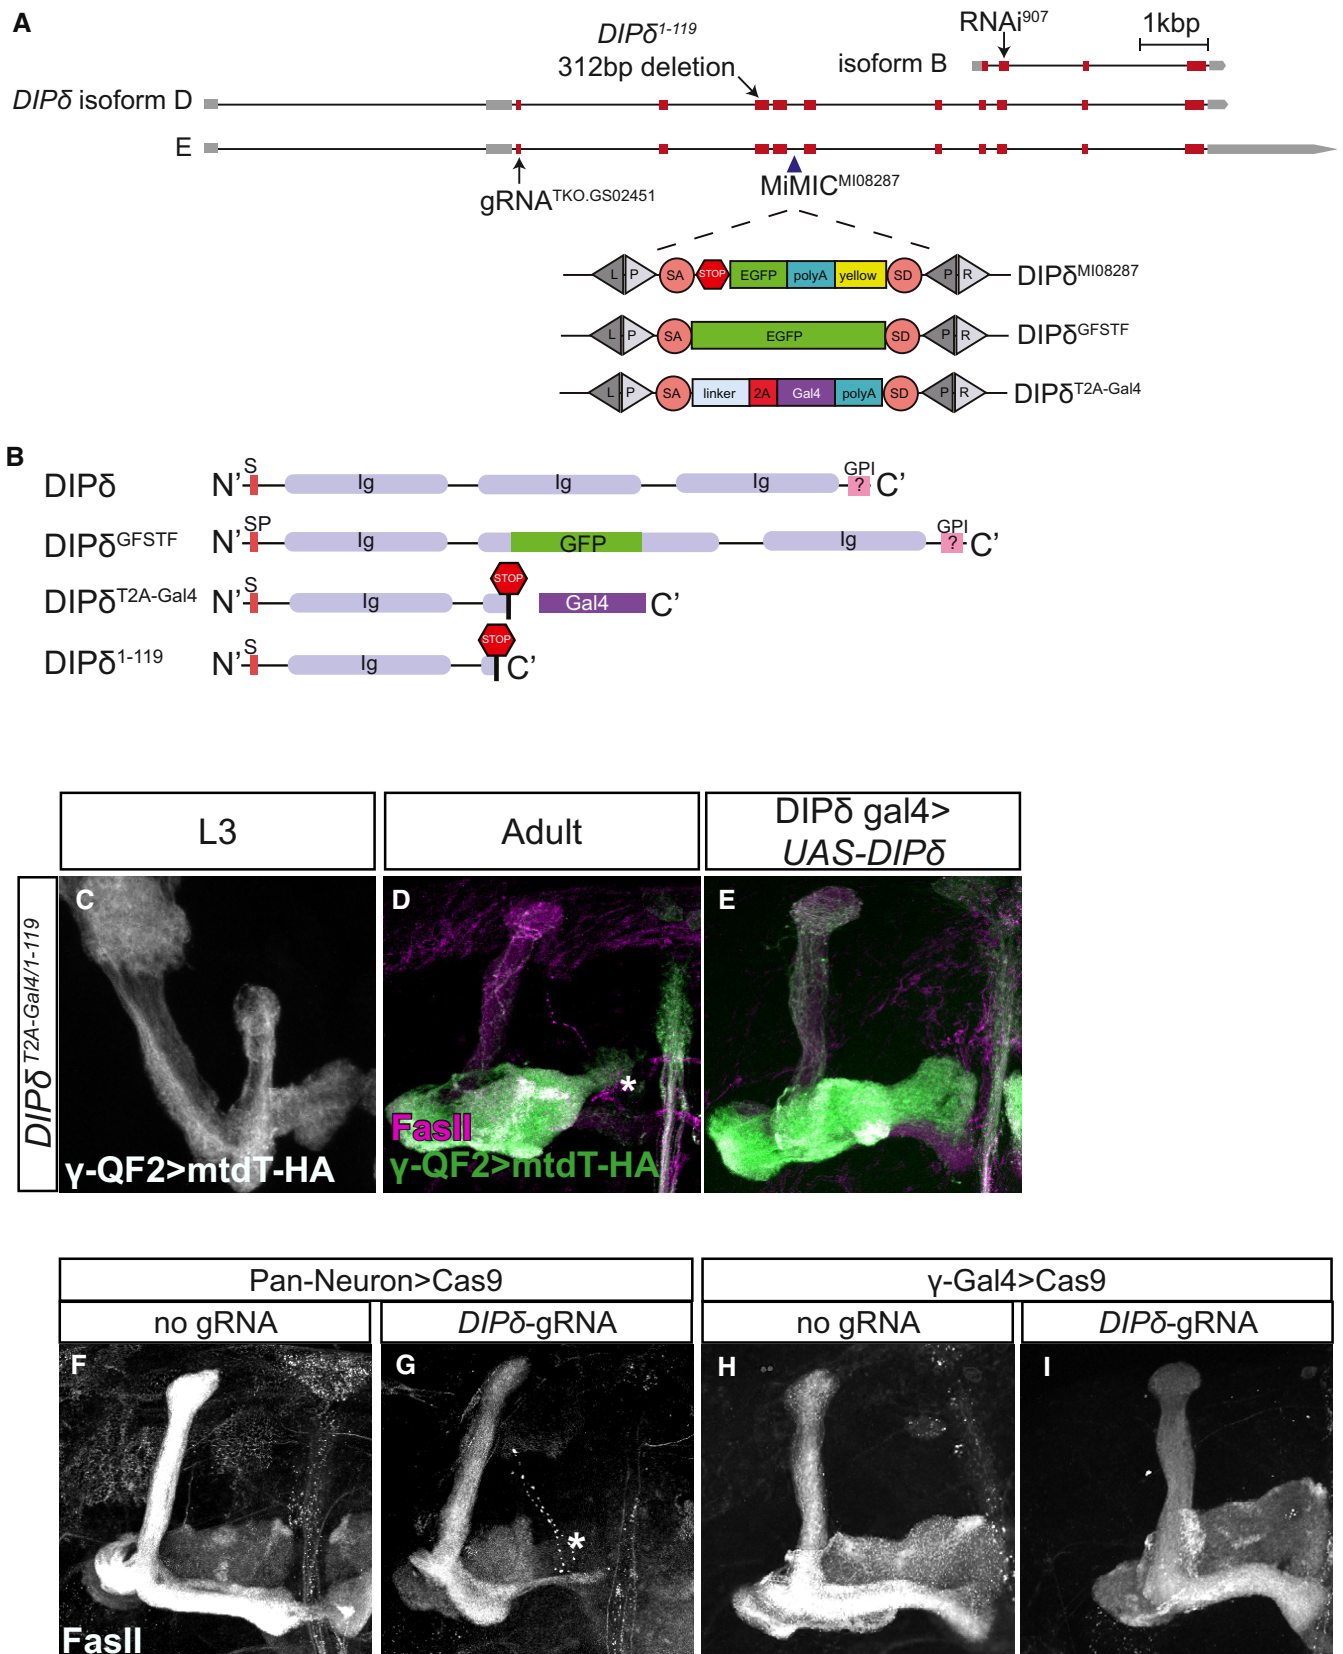 A
DIPδ1-119
312bp deletion
RNAi907
1kbp
isoform B
DIPδ isoform D
E
gRNATKO.GS02451
MiMICMI08287
L P SA STOP EGFP polyA yellow SD P R DIPδMI08287
L P SA EGFP SD P R DIPδGFSTF
L P SA linker 2A Gal4 polyA SD P R DIPδT2A-Gal4
B
DIPδ N' S Ig Ig Ig GPI ? C'
DIPδGFSTF N' SP Ig GFP Ig GPI ? C'
DIPδT2A-Gal4 N' S Ig STOP Gal4 C'
DIPδ1-119 N' S Ig STOP C'
L3
Adult
DIPδ gal4>
UAS-DIPδ
DIPδT2A-Gal4/1-119
C
γ-QF2>mtdT-HA
D
*
FasII
γ-QF2>mtdT-HA
E
Pan-Neuron>Cas9
γ-Gal4>Cas9
no gRNA
DIPδ-gRNA
no gRNA
DIPδ-gRNA
F
FasII
G
*
H
I